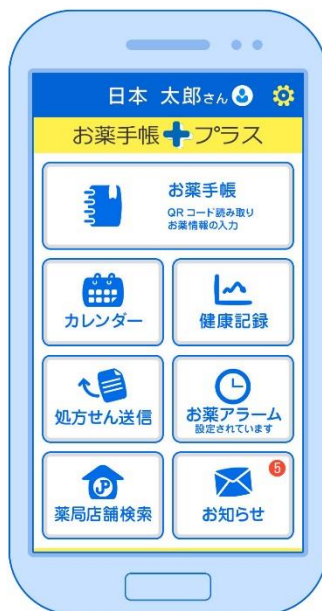 日本 太郎さん
お薬手帳プラス
お薬手帳
QRコード読み取り
お薬情報の入力
カレンダー
健康記録
処方せん送信
お薬アラーム
設定されています
JP
薬局店舗検索
5
お知らせ